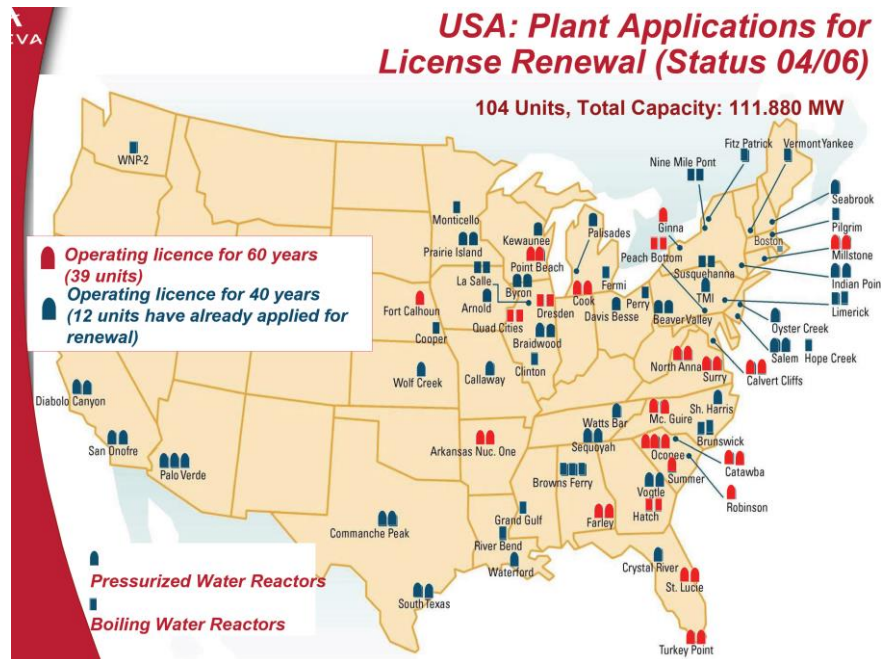 EVA
USA: Plant Applications for
License Renewal (Status 04/06)
104 Units, Total Capacity: 111.880 MW
Fitz Patrick
Vermont Yankee
WNP-2
Nine Mile Pont
Seabrook
Monticello
Palisades
Ginna
Pilgrim
Kewaunee
Boston
Prairie Island
Peach Bottom
Millstone
Operating licence for 60 years
(39 units)
Operating licence for 40 years
(12 units have already applied for
renewal)
Point Beach
Susquehanna
La Salle
Fermi
Indian Poin
Byron
Cook
Perry
TMI
Fort Calhoun
Arnold
Dresden
Davis Besse
Beaver Valley
Limerick
Quad Cities
Oyster Creek
Cooper
Braidwood
Salem
Hope Creek
Wolf Creek
Callaway
Clinton
North Anna
Surry
Calvert Cliffs
Diabolo Canyon
Sh. Harris
Watts Bar
Mc. Guire
San Onofre
Arkansas Nuc. One
Sequoyah
Brunswick
Palo Verde
Oconee
Catawba
Browns Ferry
Summer
Vogtle
Robinson
Grand Gulf
Hatch
Commanche Peak
Farley
River Bend
Waterford
Crystal River
Pressurized Water Reactors
St. Lucie
South Texas
Boiling Water Reactors
Turkey Point